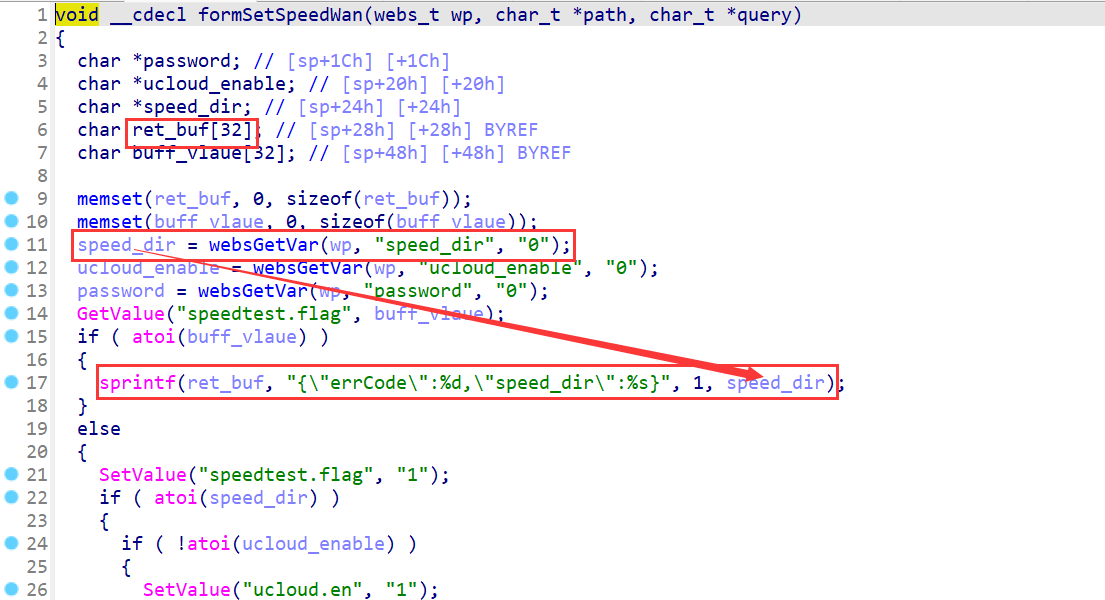 1 void __cdecl formSetSpeedWan(webs_t wp, char_t *path, char_t *query)
2 {
3 char *password; // [sp+1Ch] [+1Ch]
4 char *ucloud_enable; // [sp+20h] [+20h]
5 char *speed_dir; // [sp+24h] [+24h]
6 char ret_buf[32]; // [sp+28h] [+28h] BYREF
7 char buff_vlaue[32]; // [sp+48h] [+48h] BYREF
8
9 memset(ret_buf, 0, sizeof(ret_buf));
10 memset(buff_vlaue, 0, sizeof(buff_vlaue));
11 speed_dir = websGetVar(wp, "speed_dir", "0");
12 ucloud_enable = websGetVar(wp, "ucloud_enable", "0");
13 password = websGetVar(wp, "password", "0");
14 GetValue("speedtest.flag", buff_vlaue);
15 if ( atoi(buff_vlaue) )
16 {
17 sprintf(ret_buf, "{\"errCode\":%d,\"speed_dir\":%s}", 1, speed_dir);
18 }
19 else
20 {
21 SetValue("speedtest.flag", "1");
22 if ( atoi(speed_dir) )
23 {
24 if ( !atoi(ucloud_enable) )
25 {
26 SetValue("ucloud.en", "1");